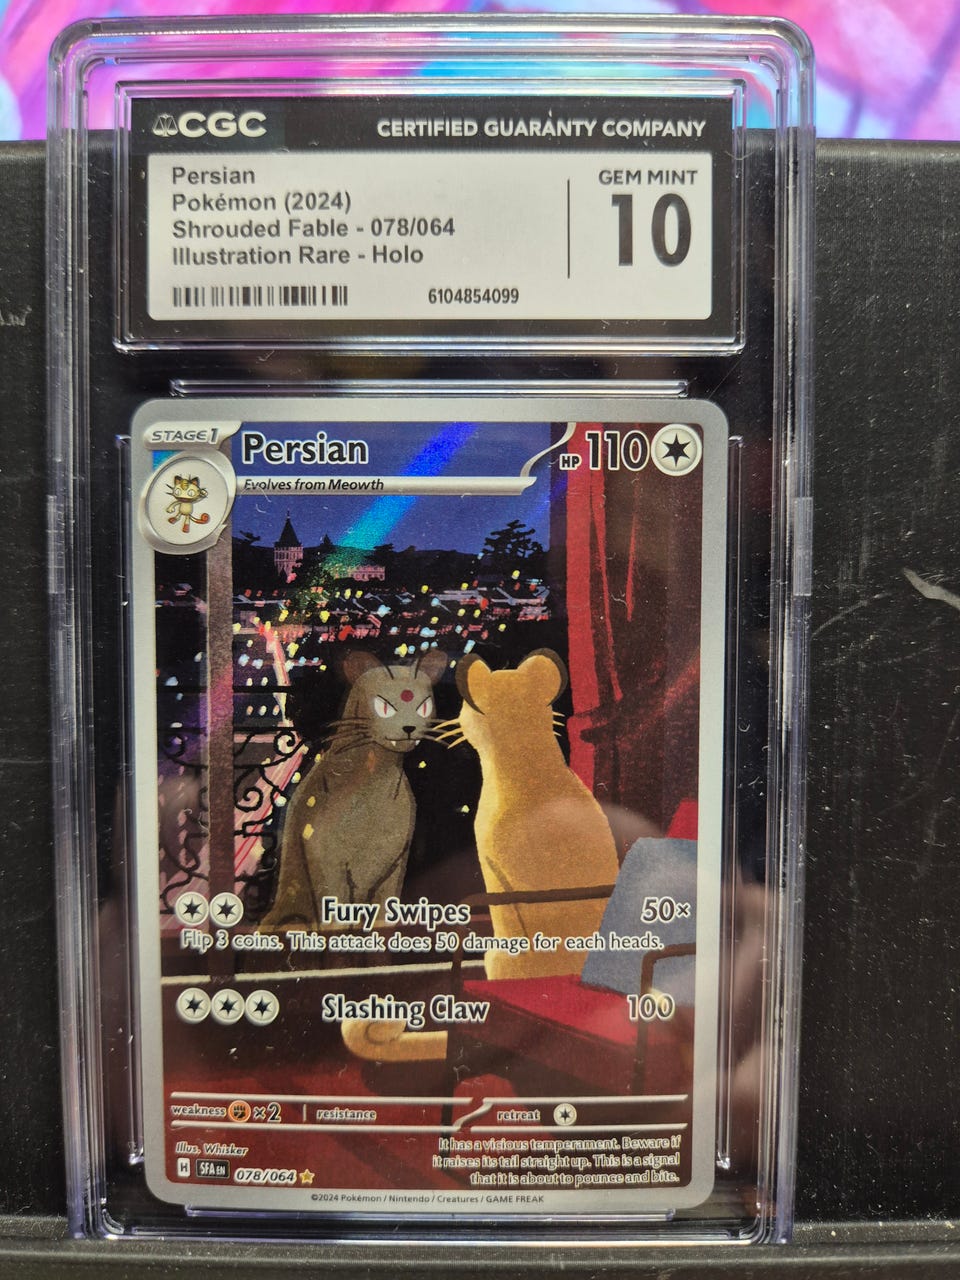 CGC CERTIFIED GUARANTY COMPANY
Persian
Pokémon (2024)
Shrouded Fable - 078/064
Illustration Rare - Holo
GEM MINT
10
6104854099
STAGE 1 Persian HP 110
Evolves from Meowth
Fury Swipes 50×
Flip 3 coins. This attack does 50 damage for each heads.
Slashing Claw 100
weakness ×2 resistance retreat
Illus. Whisker
H SFA EN 078/064
It has a vicious temperament. Beware if
it raises its tail straight up. This is a signal
that it is about to pounce and bite.
©2024 Pokémon / Nintendo / Creatures / GAME FREAK